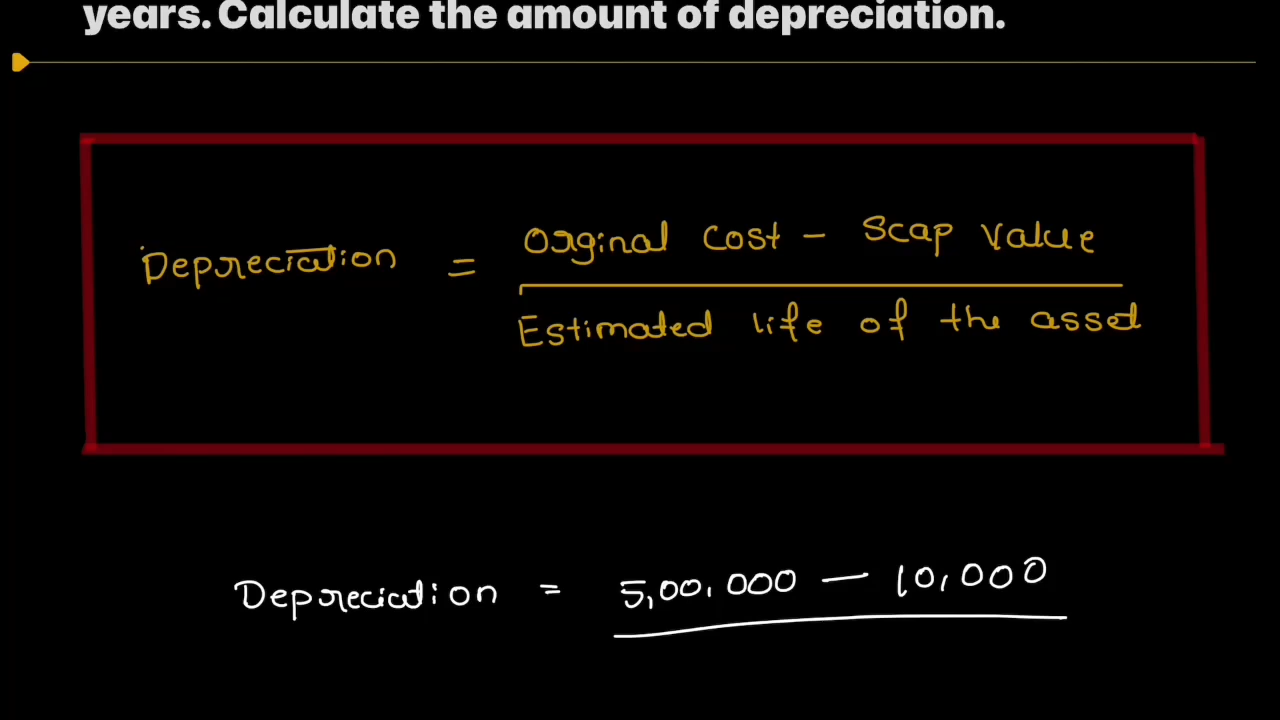 years. Calculate the amount of depreciation.
Depreciation = Orginal cost - Scap value
Estimated life of the asset
Depreciation = 5,00,000 - 10,000